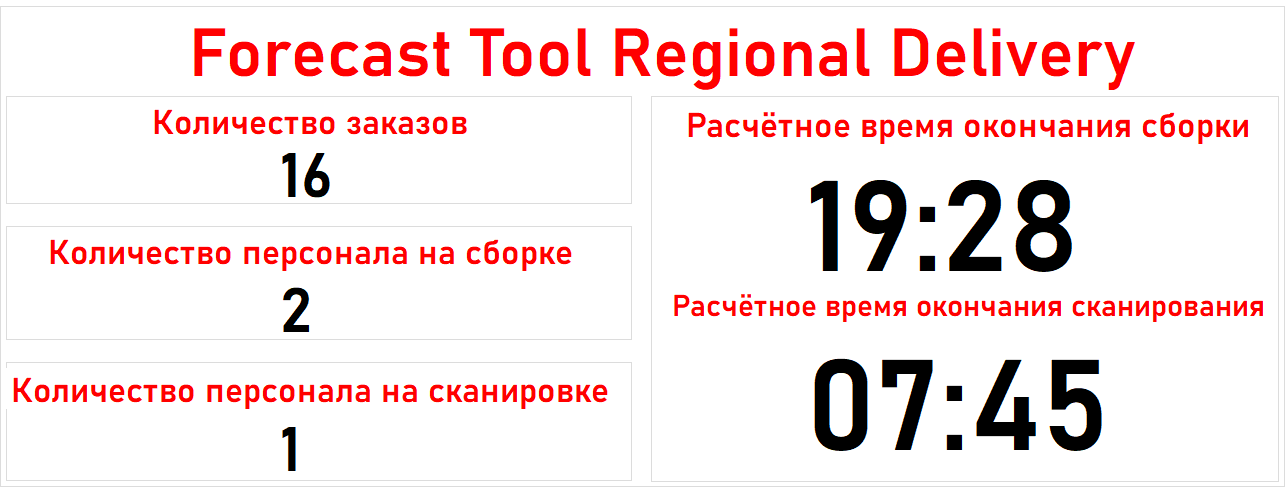 Forecast Tool Regional Delivery
Количество заказов
16
Количество персонала на сборке
2
Количество персонала на сканировке
1
Расчётное время окончания сборки
19:28
Расчётное время окончания сканирования
07:45